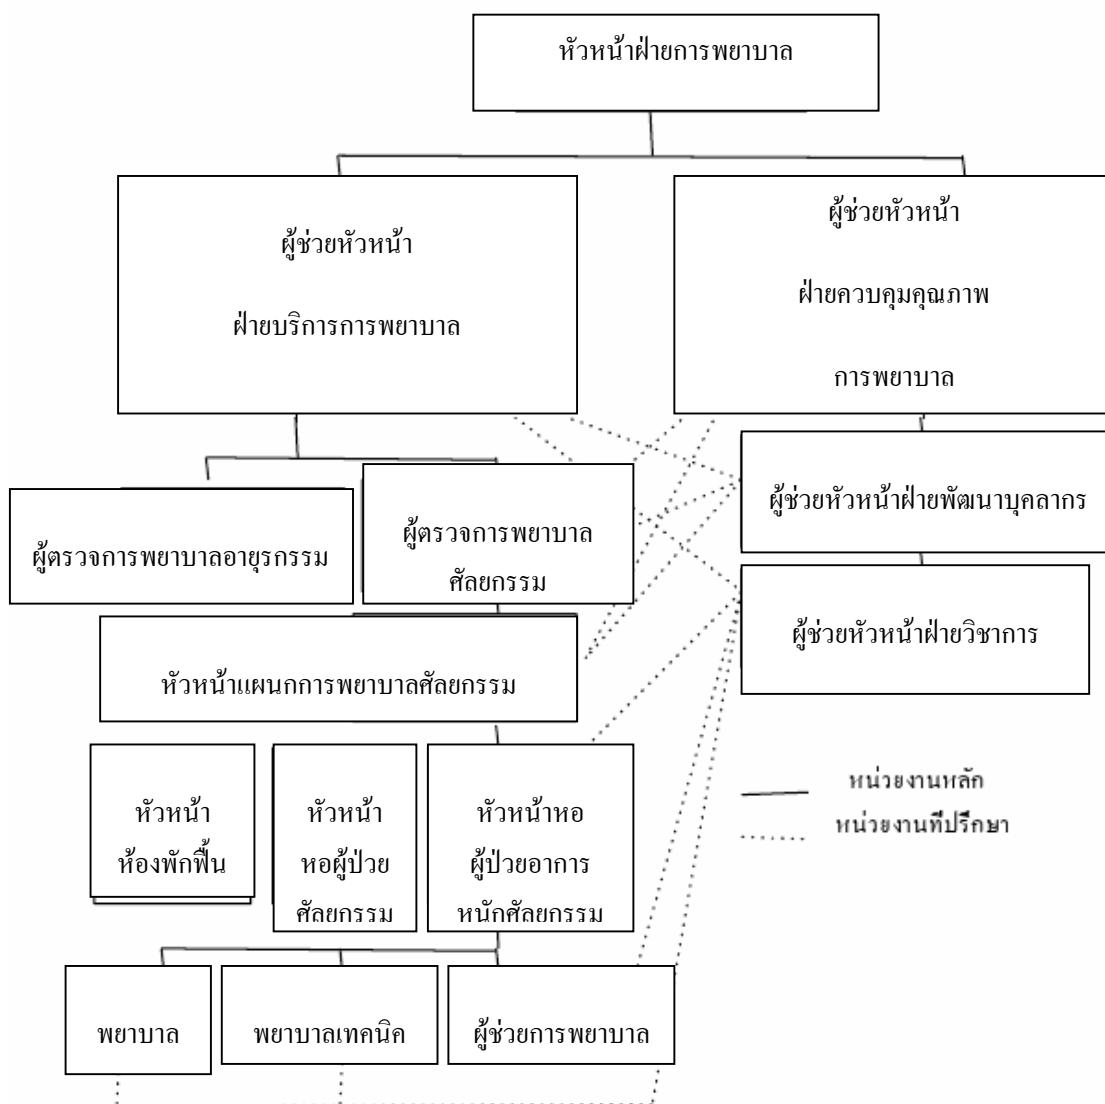 หัวหน้าฝ่ายการพยาบาล
ผู้ช่วยหัวหน้า
ฝ่ายบริการการพยาบาล
ผู้ช่วยหัวหน้า
ฝ่ายควบคุมคุณภาพ
การพยาบาล
ผู้ตรวจการพยาบาลอายุรกรรม
ผู้ตรวจการพยาบาล
ศัลยกรรม
ผู้ช่วยหัวหน้าฝ่ายพัฒนาบุคลากร
ผู้ช่วยหัวหน้าฝ่ายวิชาการ
หัวหน้าแผนกการพยาบาลศัลยกรรม
หัวหน้า
ห้องพักฟื้น
หัวหน้า
หอผู้ป่วย
ศัลยกรรม
หัวหน้าหอ
ผู้ป่วยอาการ
หนักศัลยกรรม
หน่วยงานหลัก
หน่วยงานที่ปรึกษา
พยาบาล
พยาบาลเทคนิค
ผู้ช่วยการพยาบาล